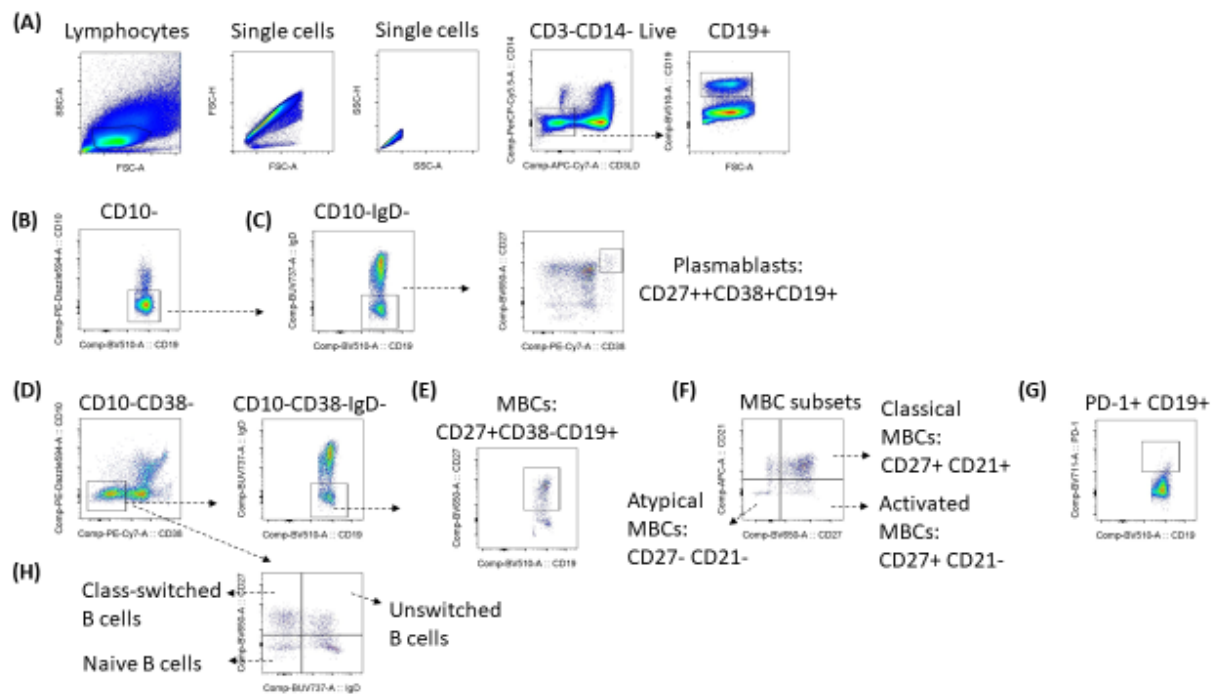 (A)
Lymphocytes
Single cells
Single cells
CD3-CD14- Live
CD19+
SSC-A
FSC-A
FSC-H
FSC-A
SSC-H
SSC-A
Comp-PerCP-Cy5.5-A :: CD14
Comp-APC-Cy7-A :: CD3LD
Comp-BV510-A :: CD19
FSC-A
(B)
CD10-
Comp-PE-Dazzle594-A :: CD10
Comp-BV510-A :: CD19
(C)
CD10-IgD-
Comp-BUV737-A :: IgD
Comp-BV510-A :: CD19
Comp-BV650-A :: CD27
Comp-PE-Cy7-A :: CD38
Plasmablasts:
CD27++CD38+CD19+
(D)
CD10-CD38-
Comp-PE-Dazzle594-A :: CD10
Comp-PE-Cy7-A :: CD38
CD10-CD38-IgD-
Comp-BUV737-A :: IgD
Comp-BV510-A :: CD19
(E)
MBCs:
CD27+CD38-CD19+
Comp-BV650-A :: CD27
Comp-BV510-A :: CD19
(F)
MBC subsets
Comp-APC-A :: CD21
Comp-BV650-A :: CD27
Classical
MBCs:
CD27+ CD21+
Atypical
MBCs:
CD27- CD21-
Activated
MBCs:
CD27+ CD21-
(G)
PD-1+ CD19+
Comp-BV711-A :: PD-1
Comp-BV510-A :: CD19
(H)
Class-switched
B cells
Naive B cells
Comp-BV650-A :: CD27
Comp-BUV737-A :: IgD
Unswitched
B cells